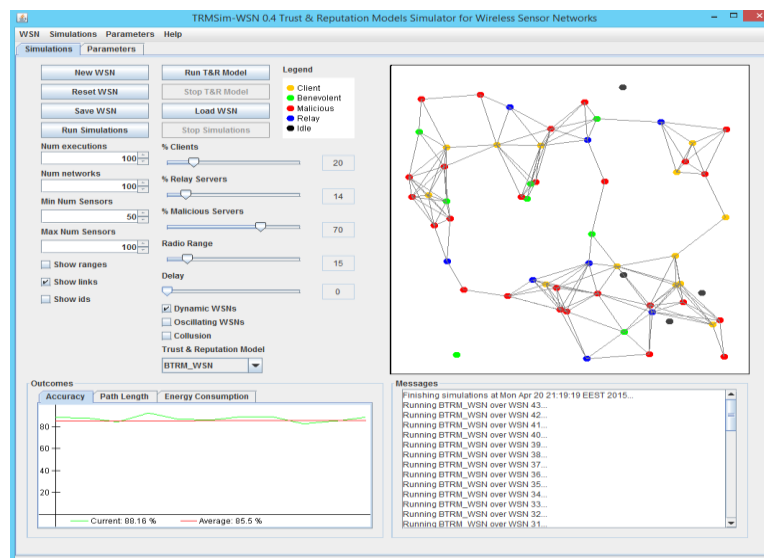 TRMSim-WSN 0.4 Trust & Reputation Models Simulator for Wireless Sensor Networks
WSN Simulations Parameters Help
Simulations Parameters
New WSN Run T&R Model
Reset WSN Stop T&R Model
Save WSN Load WSN
Run Simulations Stop Simulations
Legend
Client
Benevolent
Malicious
Relay
Idle
Num executions
100
Num networks
100
Min Num Sensors
50
Max Num Sensors
100
Show ranges
Show links
Show ids
% Clients
20
% Relay Servers
14
% Malicious Servers
70
Radio Range
15
Delay
0
Dynamic WSNs
Oscillating WSNs
Collusion
Trust & Reputation Model
BTRM_WSN
Outcomes
Accuracy Path Length Energy Consumption
80
60
40
20
Current: 88.16 % Average: 85.5 %
Messages
Finishing simulations at Mon Apr 20 21:19:19 EEST 2015...
Running BTRM_WSN over WSN 43...
Running BTRM_WSN over WSN 42...
Running BTRM_WSN over WSN 41...
Running BTRM_WSN over WSN 40...
Running BTRM_WSN over WSN 39...
Running BTRM_WSN over WSN 38...
Running BTRM_WSN over WSN 37...
Running BTRM_WSN over WSN 36...
Running BTRM_WSN over WSN 35...
Running BTRM_WSN over WSN 34...
Running BTRM_WSN over WSN 33...
Running BTRM_WSN over WSN 32...
Running BTRM_WSN over WSN 31...